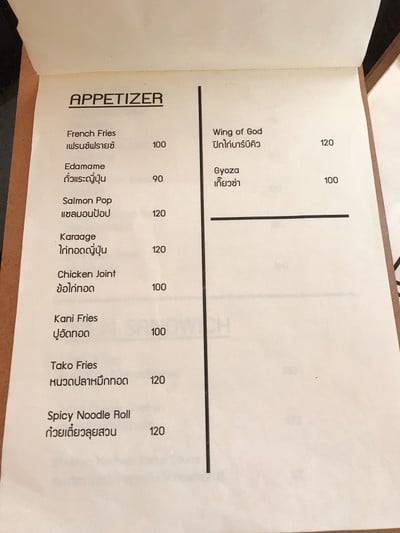 APPETIZER
French Fries
เฟรนช์ฟรายซ์ 100
Edamame
ถั่วแระญี่ปุ่น 90
Salmon Pop
แซลมอนป๊อป 120
Karaage
ไก่ทอดญี่ปุ่น 120
Chicken Joint
ข้อไก่ทอด 100
Kani Fries
ปูอัดทอด 100
Tako Fries
หนวดปลาหมึกทอด 120
Spicy Noodle Roll
ก๋วยเตี๋ยวลุยสวน 120
Wing of God
ปีกไก่บาร์บีคิว 120
Gyoza
เกี๊ยวซ่า 100